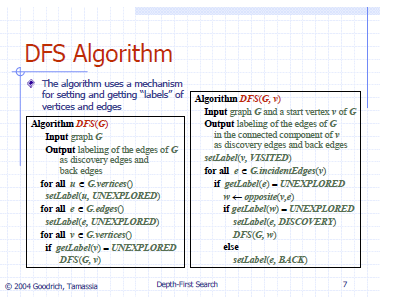 DFS Algorithm
The algorithm uses a mechanism
for setting and getting “labels” of
vertices and edges
Algorithm DFS(G)
Input graph G
Output labeling of the edges of G
as discovery edges and
back edges
for all u ∈ G.vertices()
setLabel(u, UNEXPLORED)
for all e ∈ G.edges()
setLabel(e, UNEXPLORED)
for all v ∈ G.vertices()
if getLabel(v) = UNEXPLORED
DFS(G, v)
Algorithm DFS(G, v)
Input graph G and a start vertex v of G
Output labeling of the edges of G
in the connected component of v
as discovery edges and back edges
setLabel(v, VISITED)
for all e ∈ G.incidentEdges(v)
if getLabel(e) = UNEXPLORED
w ← opposite(v,e)
if getLabel(w) = UNEXPLORED
setLabel(e, DISCOVERY)
DFS(G, w)
else
setLabel(e, BACK)
© 2004 Goodrich, Tamassia
Depth-First Search
7